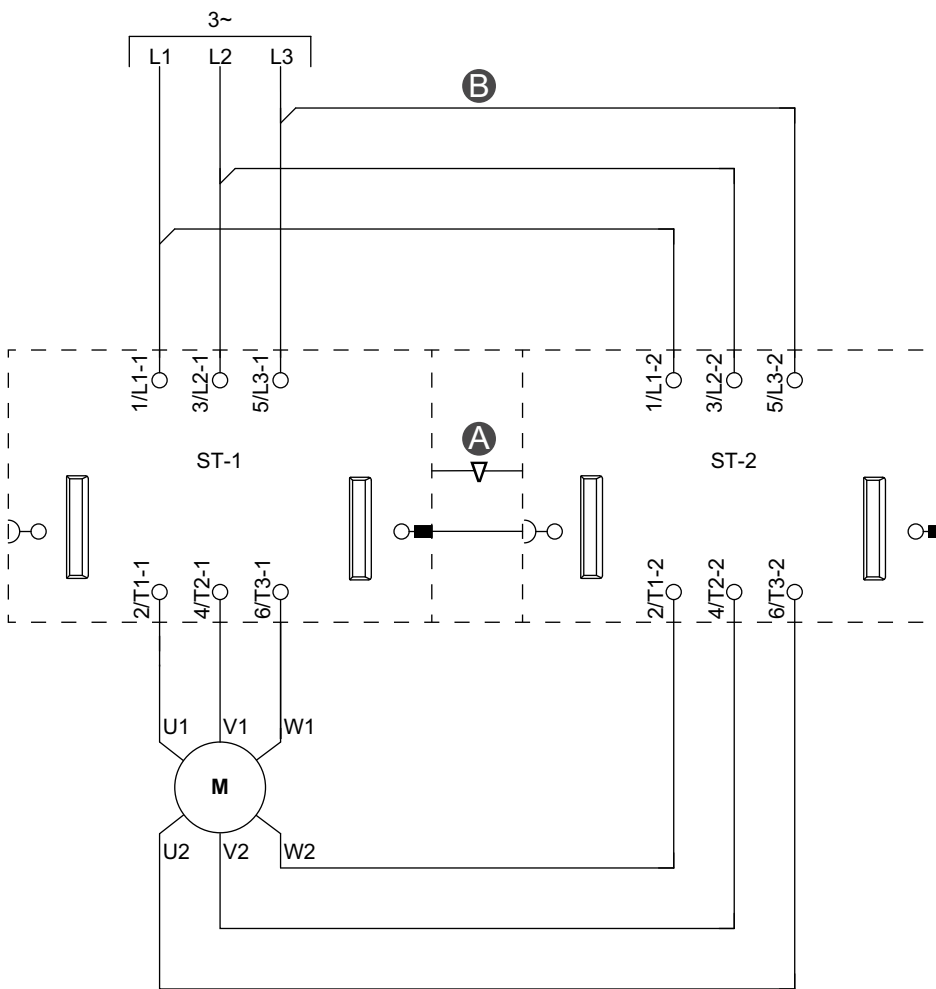 3~
L1 L2 L3
B
1/L1-1 3/L2-1 5/L3-1 1/L1-2 3/L2-2 5/L3-2
A
ST-1 ST-2
2/T1-1 4/T2-1 6/T3-1 2/T1-2 4/T2-2 6/T3-2
U1 V1 W1
M
U2 V2 W2